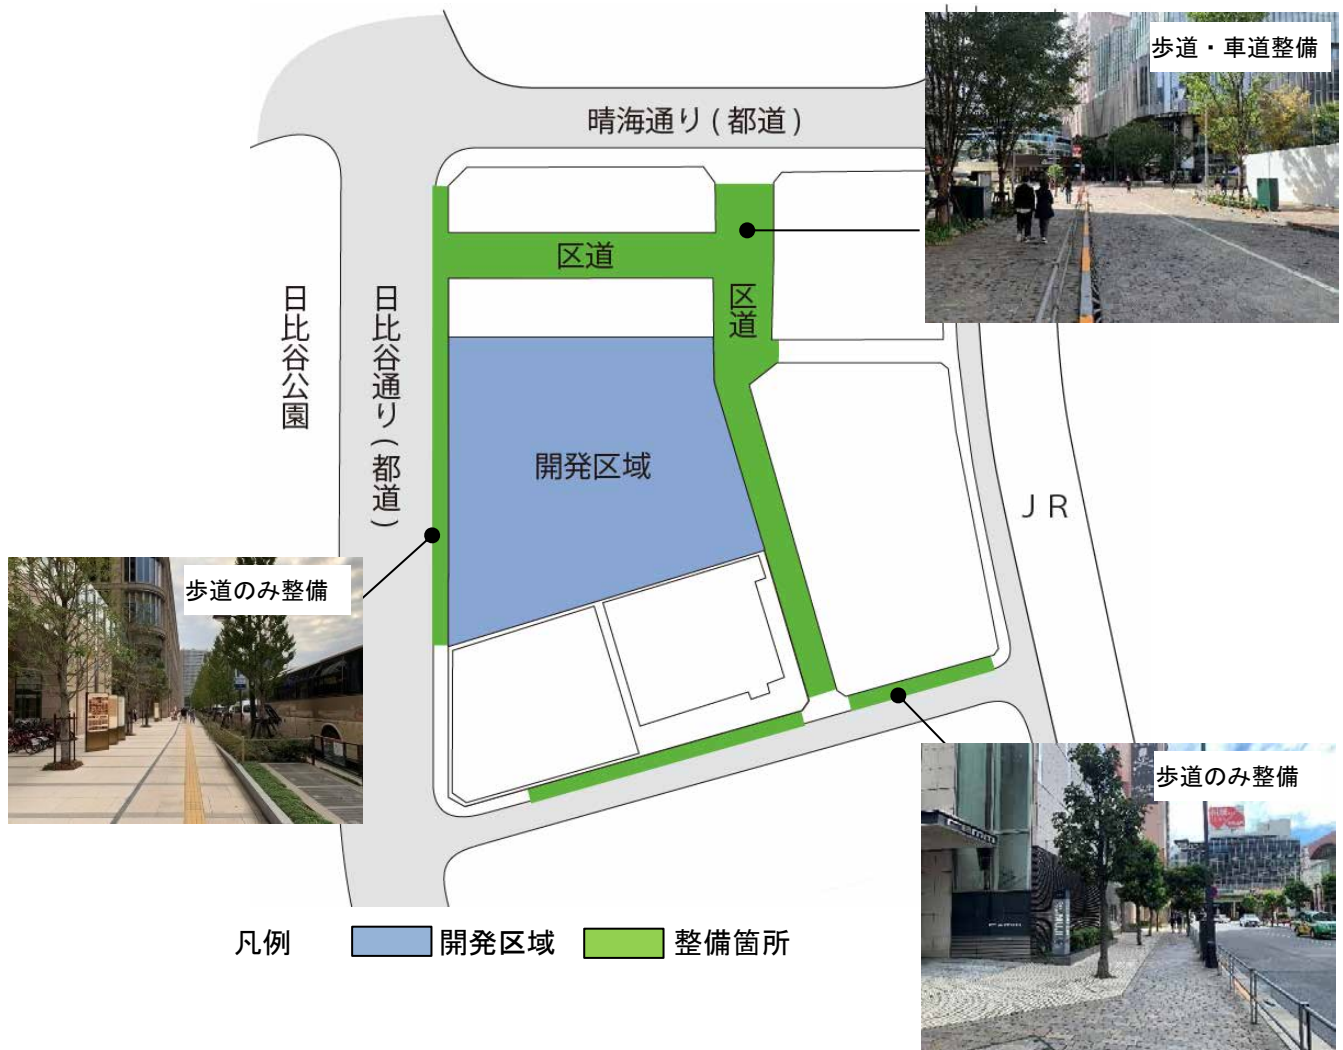 歩道・車道整備
晴海通り(都道)
区道
区道
日比谷公園
日比谷通り(都道)
開発区域
JR
歩道のみ整備
歩道のみ整備
凡例
開発区域
整備箇所